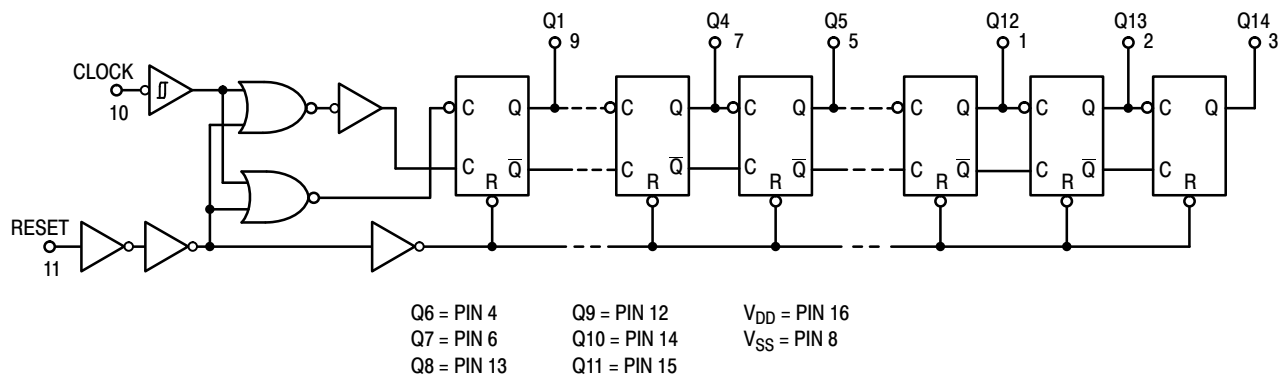 Q1 Q4 Q5 Q12 Q13 Q14
9 7 5 1 2 3
CLOCK
10
C Q C Q C Q C Q C Q C Q
C Q̅ C Q̅ C Q̅ C Q̅ C Q̅ C
R R R R R R
RESET
11
Q6 = PIN 4 Q9 = PIN 12 VDD = PIN 16
Q7 = PIN 6 Q10 = PIN 14 VSS = PIN 8
Q8 = PIN 13 Q11 = PIN 15